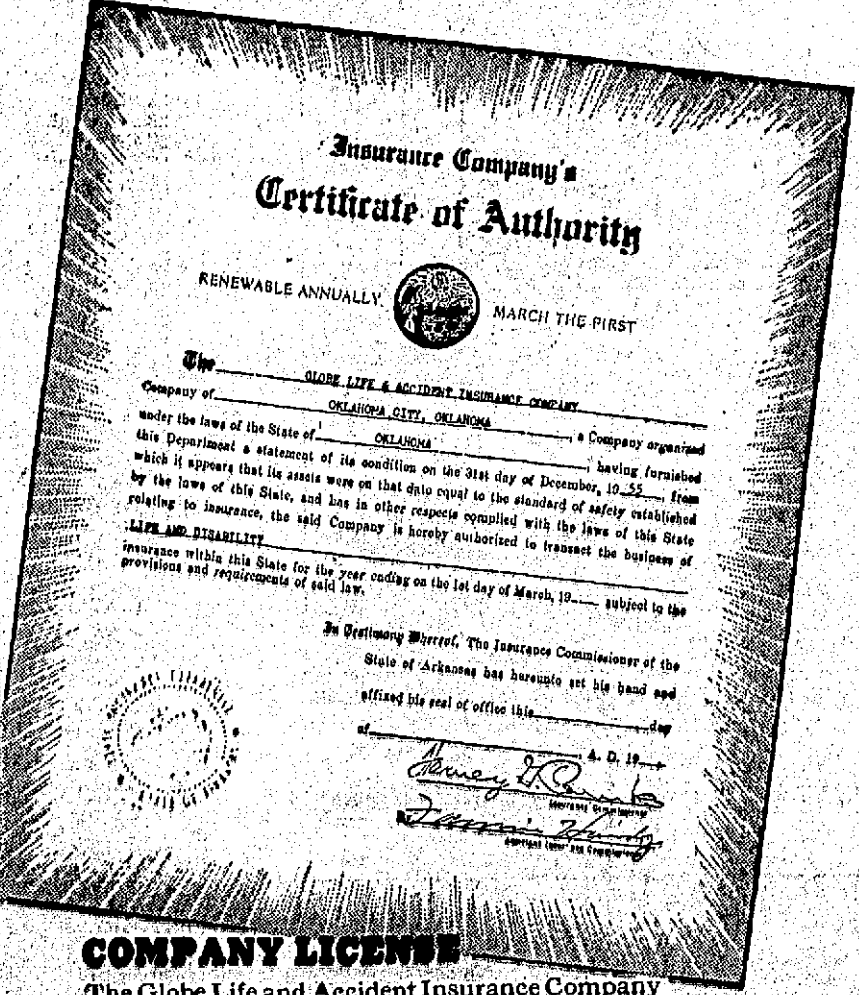 Insurance Company's
Certificate of Authority
RENEWABLE ANNUALLY MARCH THE FIRST
The GLOBE LIFE & ACCIDENT INSURANCE COMPANY
Company of OKLAHOMA CITY, OKLAHOMA, a Company organized
under the laws of the State of OKLAHOMA, having furnished
this Department a statement of its condition on the 31st day of December, 1955, from
which it appears that its assets were on that date equal to the standard of safety established
by the laws of this State, and has in other respects complied with the laws of this State
relating to insurance, the said Company is hereby authorized to transact the business of
LIFE AND DISABILITY
insurance within this State for the year ending on the 1st day of March, 19____ subject to the
provisions and requirements of said law.
In Testimony Whereof, The Insurance Commissioner of the
State of Arkansas has hereunto set his hand and
affixed his seal of office this____day
of____A. D. 19____
Insurance Commissioner
By
COMPANY LICENSE
The Globe Life and Accident Insurance Company